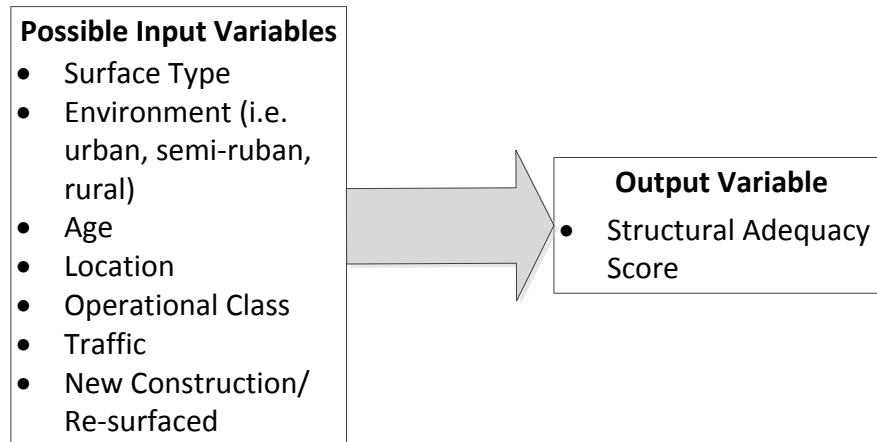 Possible Input Variables
• Surface Type
• Environment (i.e.
urban, semi-ruban,
rural)
• Age
• Location
• Operational Class
• Traffic
• New Construction/
Re-surfaced
Output Variable
• Structural Adequacy
Score